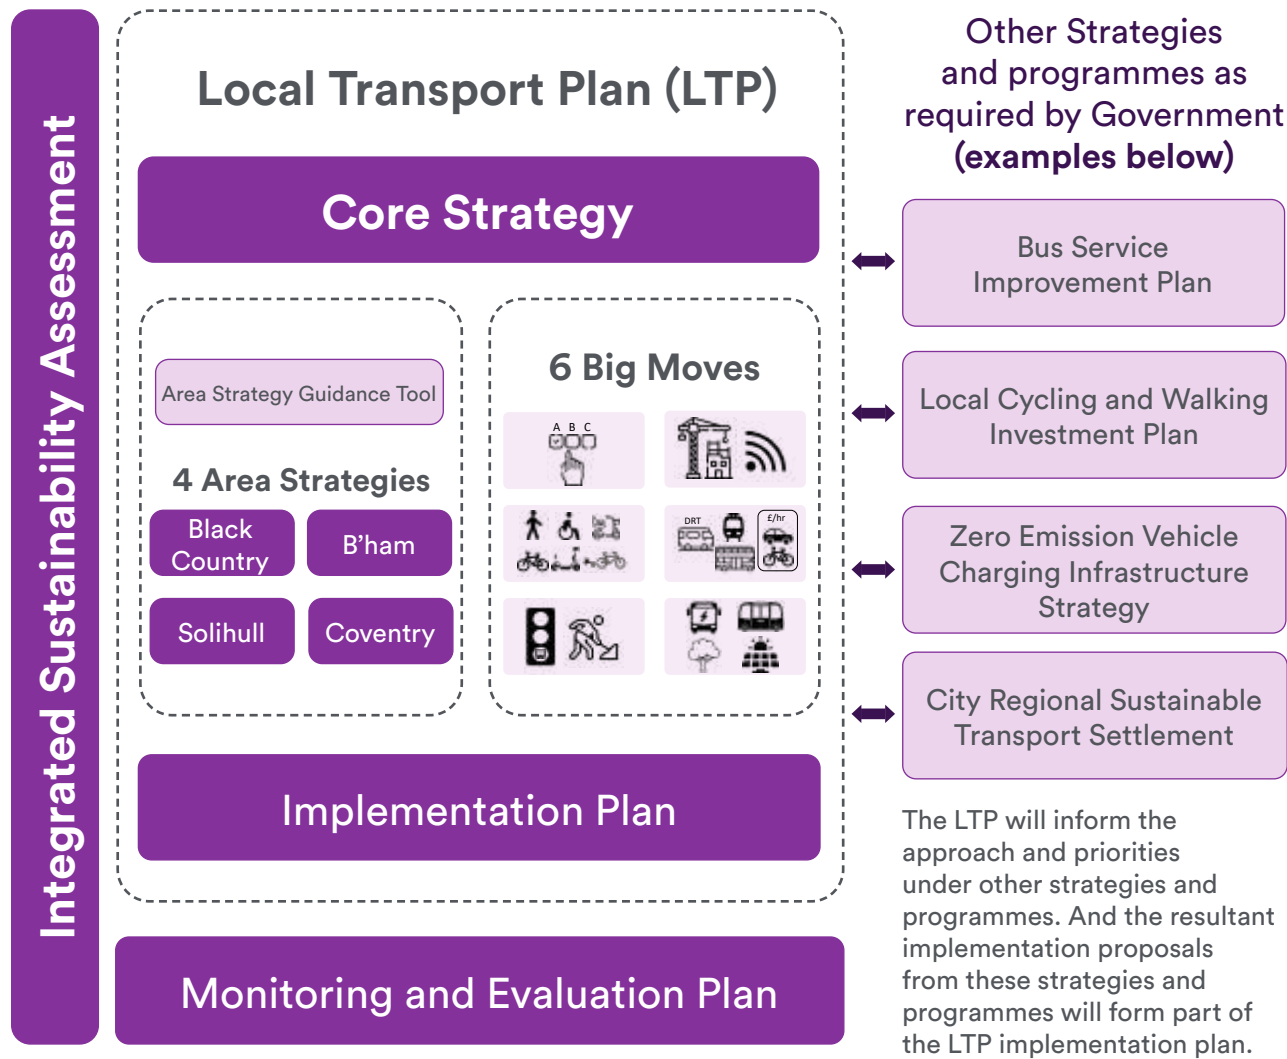 Integrated Sustainability Assessment
Local Transport Plan (LTP)
Core Strategy
Area Strategy Guidance Tool
4 Area Strategies
Black
Country
B'ham
Solihull
Coventry
6 Big Moves
A B C
DRT
£/hr
Implementation Plan
Monitoring and Evaluation Plan
Other Strategies
and programmes as
required by Government
(examples below)
Bus Service
Improvement Plan
Local Cycling and Walking
Investment Plan
Zero Emission Vehicle
Charging Infrastructure
Strategy
City Regional Sustainable
Transport Settlement
The LTP will inform the
approach and priorities
under other strategies and
programmes. And the resultant
implementation proposals
from these strategies and
programmes will form part of
the LTP implementation plan.